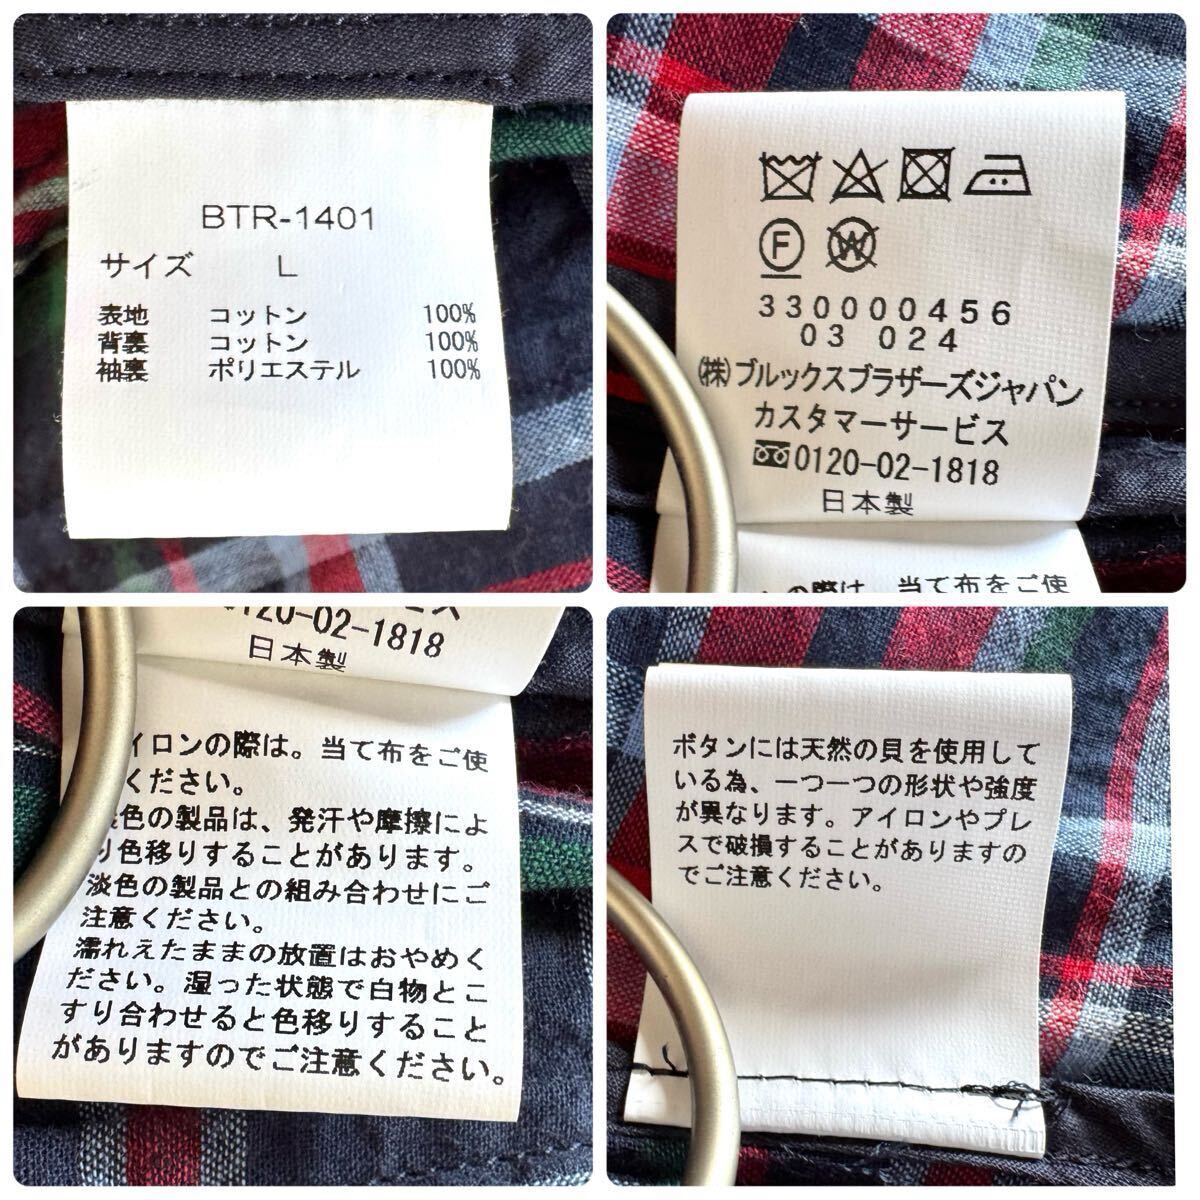 BTR-1401
サイズ L
表地 コットン 100%
背裏 コットン 100%
袖裏 ポリエステル 100%
F
W
330000456
03 024
(株)ブルックスブラザーズジャパン
カスタマーサービス
0120-02-1818
日本製
の際は、当て布をご使
ービス
0120-02-1818
日本製
イロンの際は。当て布をご使
ください。
色の製品は、発汗や摩擦によ
り色移りすることがあります。
淡色の製品との組み合わせにご
注意ください。
濡れえたままの放置はおやめく
ださい。湿った状態で白物とこ
すり合わせると色移りすること
がありますのでご注意ください。
ボタンには天然の貝を使用して
いる為、一つ一つの形状や強度
が異なります。アイロンやプレ
スで破損することがありますの
でご注意ください。